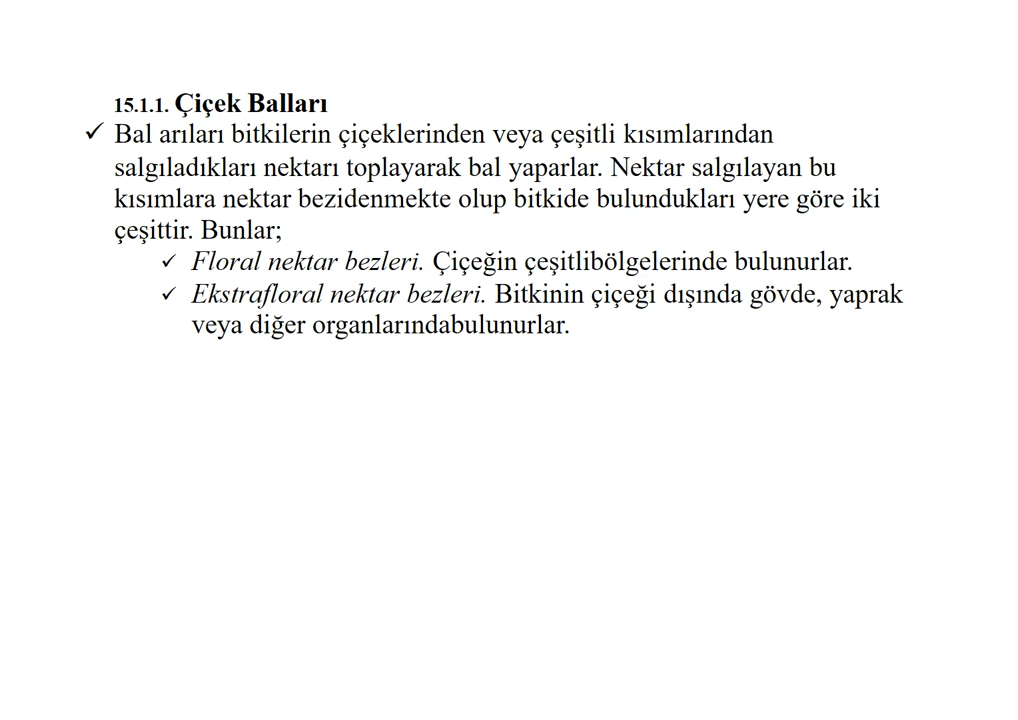 15.1.1. Çiçek Balları
✓ Bal arıları bitkilerin çiçeklerinden veya çeşitli kısımlarından
salgıladıkları nektarı toplayarak bal yaparlar. Nektar salgılayan bu
kısımlara nektar bezidenmekte olup bitkide bulundukları yere göre iki
çeşittir. Bunlar;
✓ Floral nektar bezleri. Çiçeğin çeşitlibölgelerinde bulunurlar.
✓ Ekstrafloral nektar bezleri. Bitkinin çiçeği dışında gövde, yaprak
veya diğer organlarındabulunurlar.